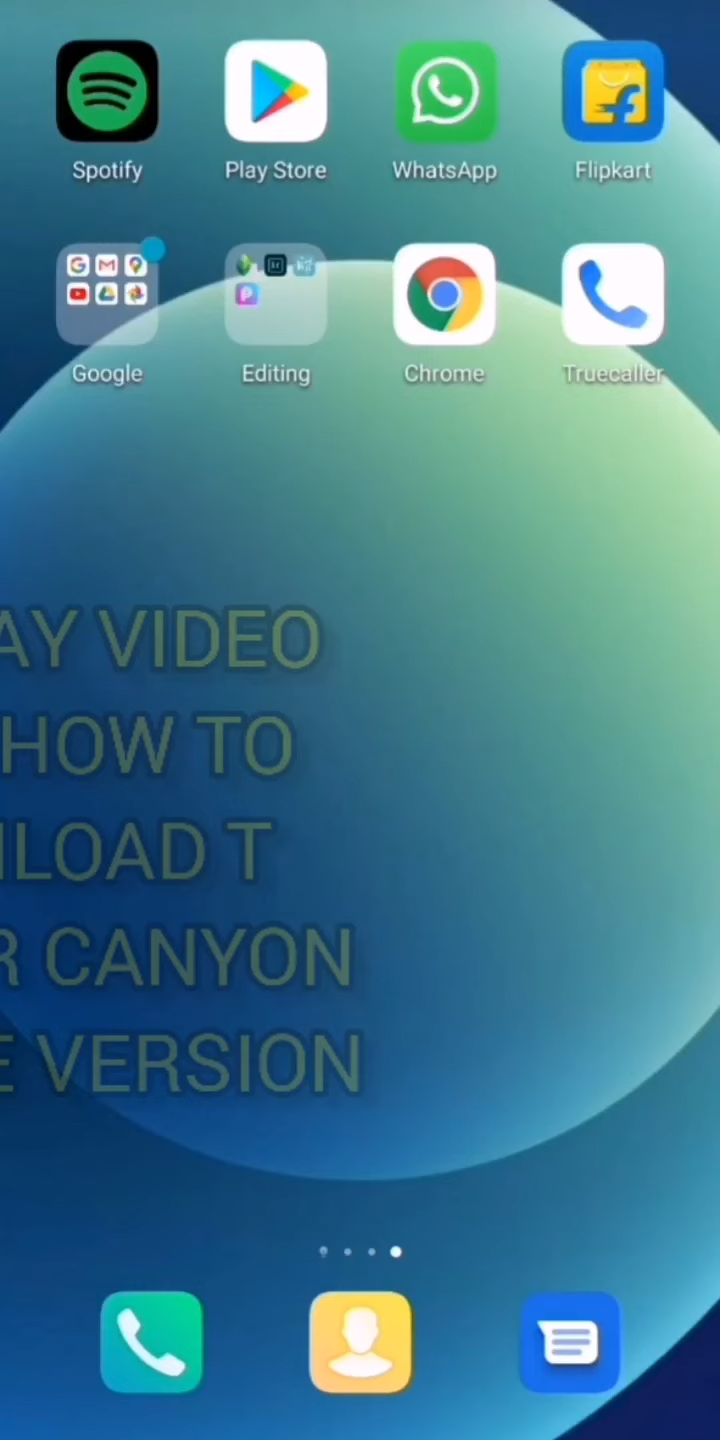 Spotify
Play Store
WhatsApp
Flipkart
Google
Editing
Chrome
Truecaller
AY VIDEO
HOW TO
LOAD T
R CANYON
E VERSION